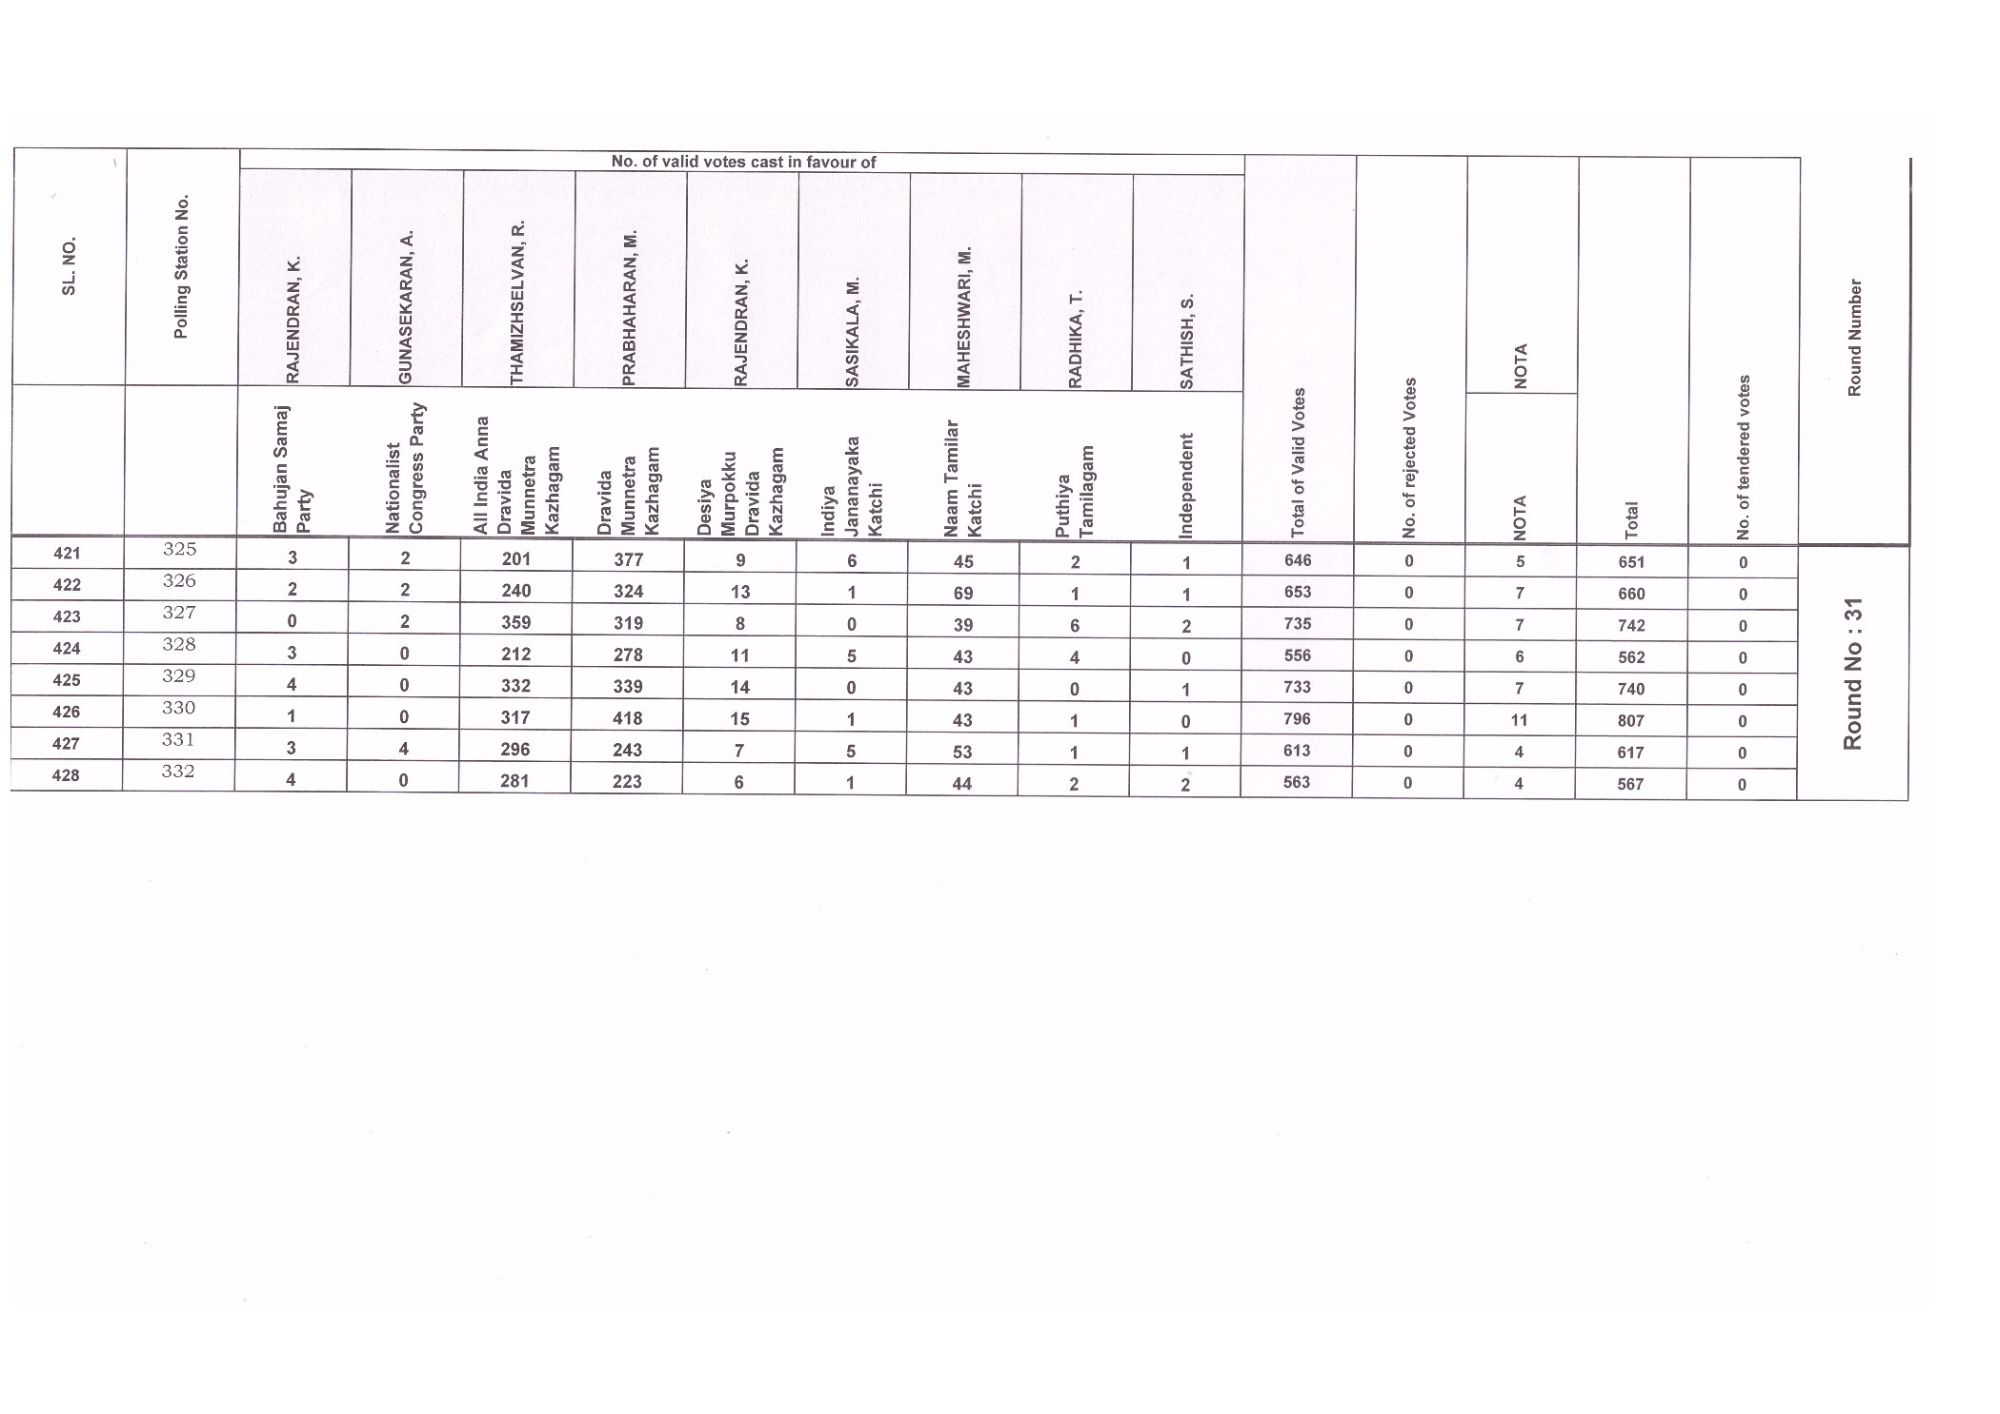 No. of valid votes cast in favour of
SL. NO.
Polling Station No.
RAJENDRAN, K.
GUNASEKARAN, A.
THAMIZHSELVAN, R.
PRABHAHARAN, M.
RAJENDRAN, K.
SASIKALA, M.
MAHESHWARI, M.
RADHIKA, T.
SATHISH, S.
Total of Valid Votes
No. of rejected Votes
NOTA
Total
No. of tendered votes
Round Number
Bahujan Samaj
Party
Nationalist
Congress Party
All India Anna
Dravida
Munnetra
Kazhagam
Dravida
Munnetra
Kazhagam
Desiya
Murpokku
Dravida
Kazhagam
Indiya
Jananayaka
Katchi
Naam Tamilar
Katchi
Puthiya
Tamilagam
Independent
NOTA
421 325 3 2 201 377 9 6 45 2 1 646 0 5 651 0
422 326 2 2 240 324 13 1 69 1 1 653 0 7 660 0
423 327 0 2 359 319 8 0 39 6 2 735 0 7 742 0
424 328 3 0 212 278 11 5 43 4 0 556 0 6 562 0
425 329 4 0 332 339 14 0 43 0 1 733 0 7 740 0
426 330 1 0 317 418 15 1 43 1 0 796 0 11 807 0
427 331 3 4 296 243 7 5 53 1 1 613 0 4 617 0
428 332 4 0 281 223 6 1 44 2 2 563 0 4 567 0
Round No : 31